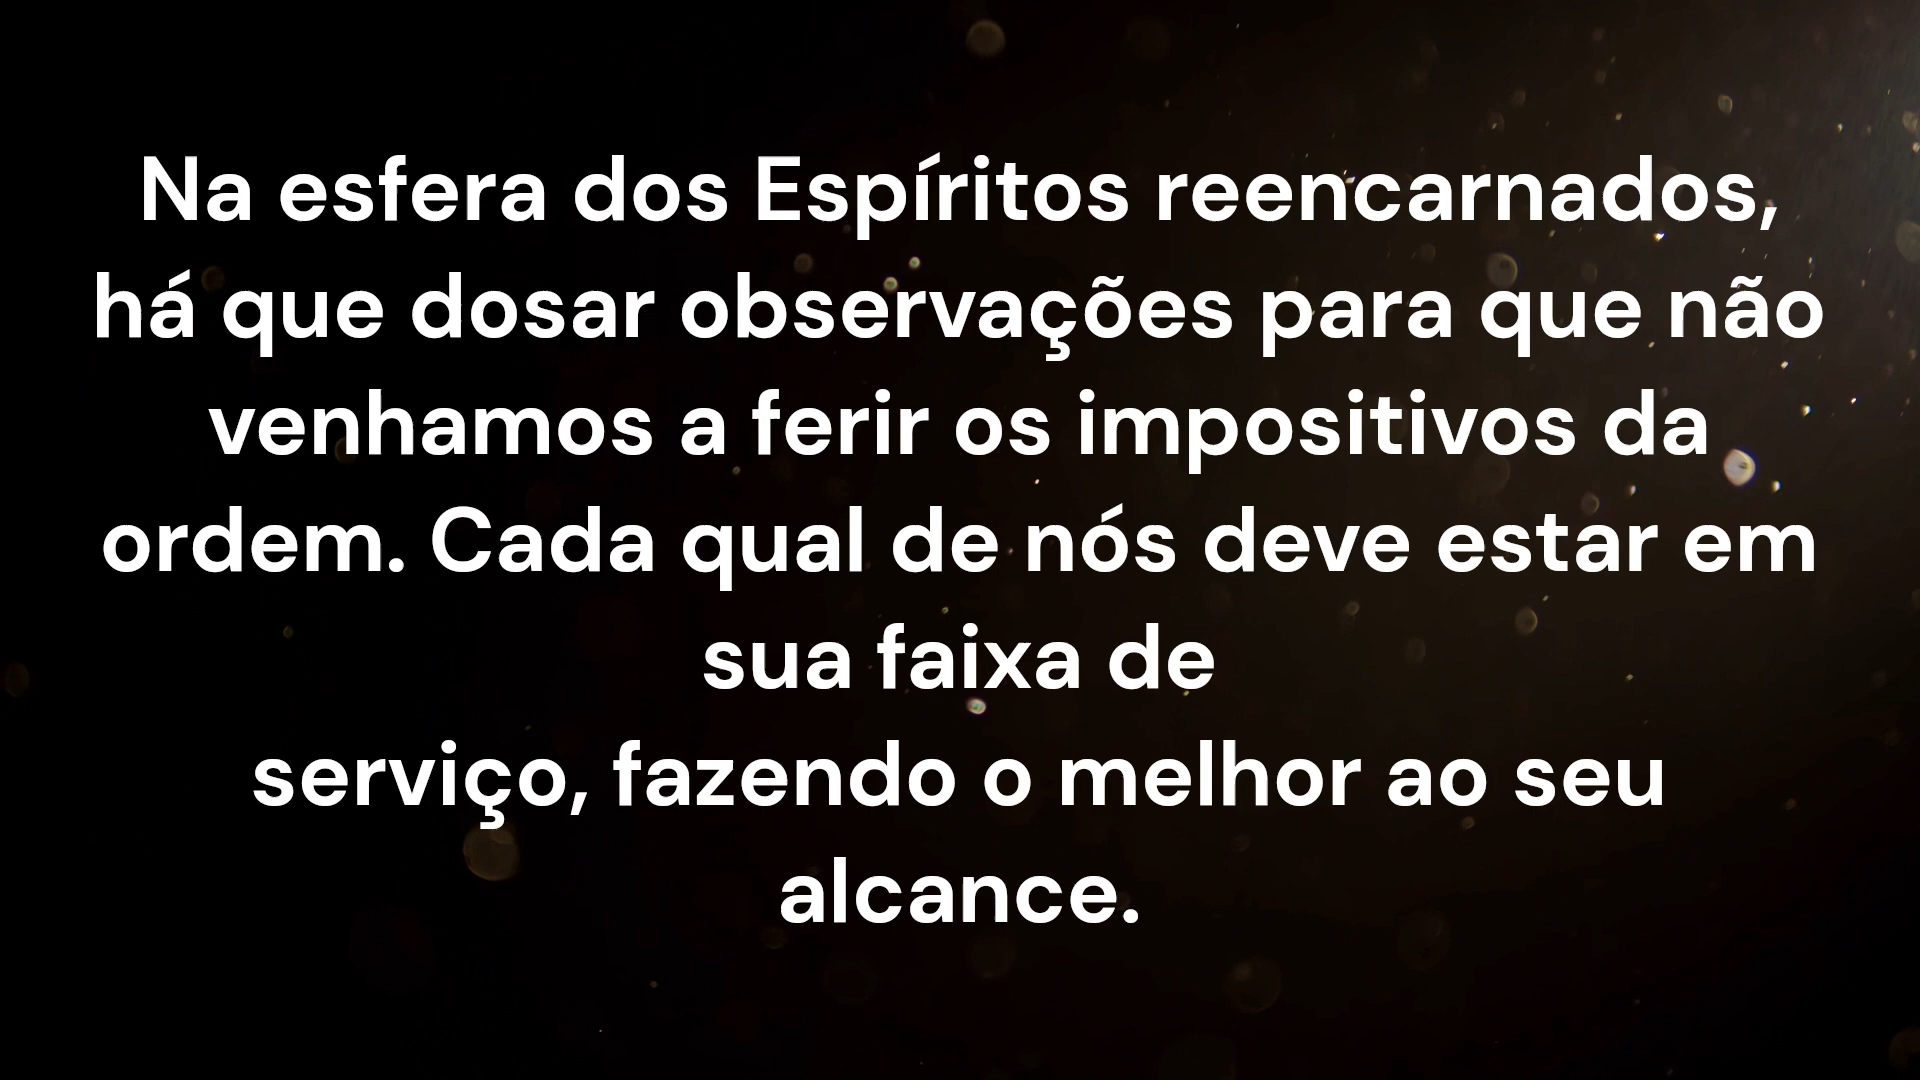 Na esfera dos Espíritos reencarnados,
há que dosar observações para que não
venhamos a ferir os impositivos da
ordem. Cada qual de nós deve estar em
sua faixa de
serviço, fazendo o melhor ao seu
alcance.